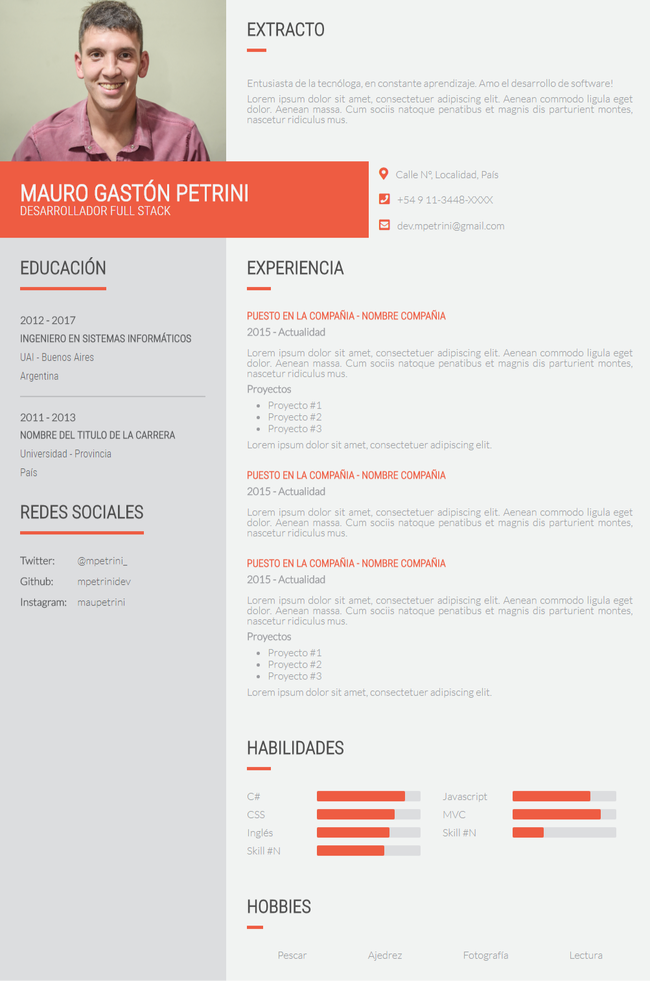 EXTRACTO
Entusiasta de la tecnóloga, en constante aprendizaje. Amo el desarrollo de software!
Lorem ipsum dolor sit amet, consectetuer adipiscing elit. Aenean commodo ligula eget
dolor. Aenean massa. Cum sociis natoque penatibus et magnis dis parturient montes,
nascetur ridiculus mus.
MAURO GASTÓN PETRINI
DESARROLLADOR FULL STACK
Calle N°, Localidad, País
+54 9 11-3448-XXXX
dev.mpetrini@gmail.com
EDUCACIÓN
2012 - 2017
INGENIERO EN SISTEMAS INFORMÁTICOS
UAI - Buenos Aires
Argentina
2011 - 2013
NOMBRE DEL TITULO DE LA CARRERA
Universidad - Provincia
País
REDES SOCIALES
Twitter: @mpetrini_
Github: mpetrinidev
Instagram: maupetrini
EXPERIENCIA
PUESTO EN LA COMPAÑIA - NOMBRE COMPAÑIA
2015 - Actualidad
Lorem ipsum dolor sit amet, consectetuer adipiscing elit. Aenean commodo ligula eget
dolor. Aenean massa. Cum sociis natoque penatibus et magnis dis parturient montes,
nascetur ridiculus mus.
Proyectos
• Proyecto #1
• Proyecto #2
• Proyecto #3
Lorem ipsum dolor sit amet, consectetuer adipiscing elit.
PUESTO EN LA COMPAÑIA - NOMBRE COMPAÑIA
2015 - Actualidad
Lorem ipsum dolor sit amet, consectetuer adipiscing elit. Aenean commodo ligula eget
dolor. Aenean massa. Cum sociis natoque penatibus et magnis dis parturient montes,
nascetur ridiculus mus.
PUESTO EN LA COMPAÑIA - NOMBRE COMPAÑIA
2015 - Actualidad
Lorem ipsum dolor sit amet, consectetuer adipiscing elit. Aenean commodo ligula eget
dolor. Aenean massa. Cum sociis natoque penatibus et magnis dis parturient montes,
nascetur ridiculus mus.
Proyectos
• Proyecto #1
• Proyecto #2
• Proyecto #3
Lorem ipsum dolor sit amet, consectetuer adipiscing elit.
HABILIDADES
C# Javascript
CSS MVC
Inglés Skill #N
Skill #N
HOBBIES
Pescar Ajedrez Fotografía Lectura